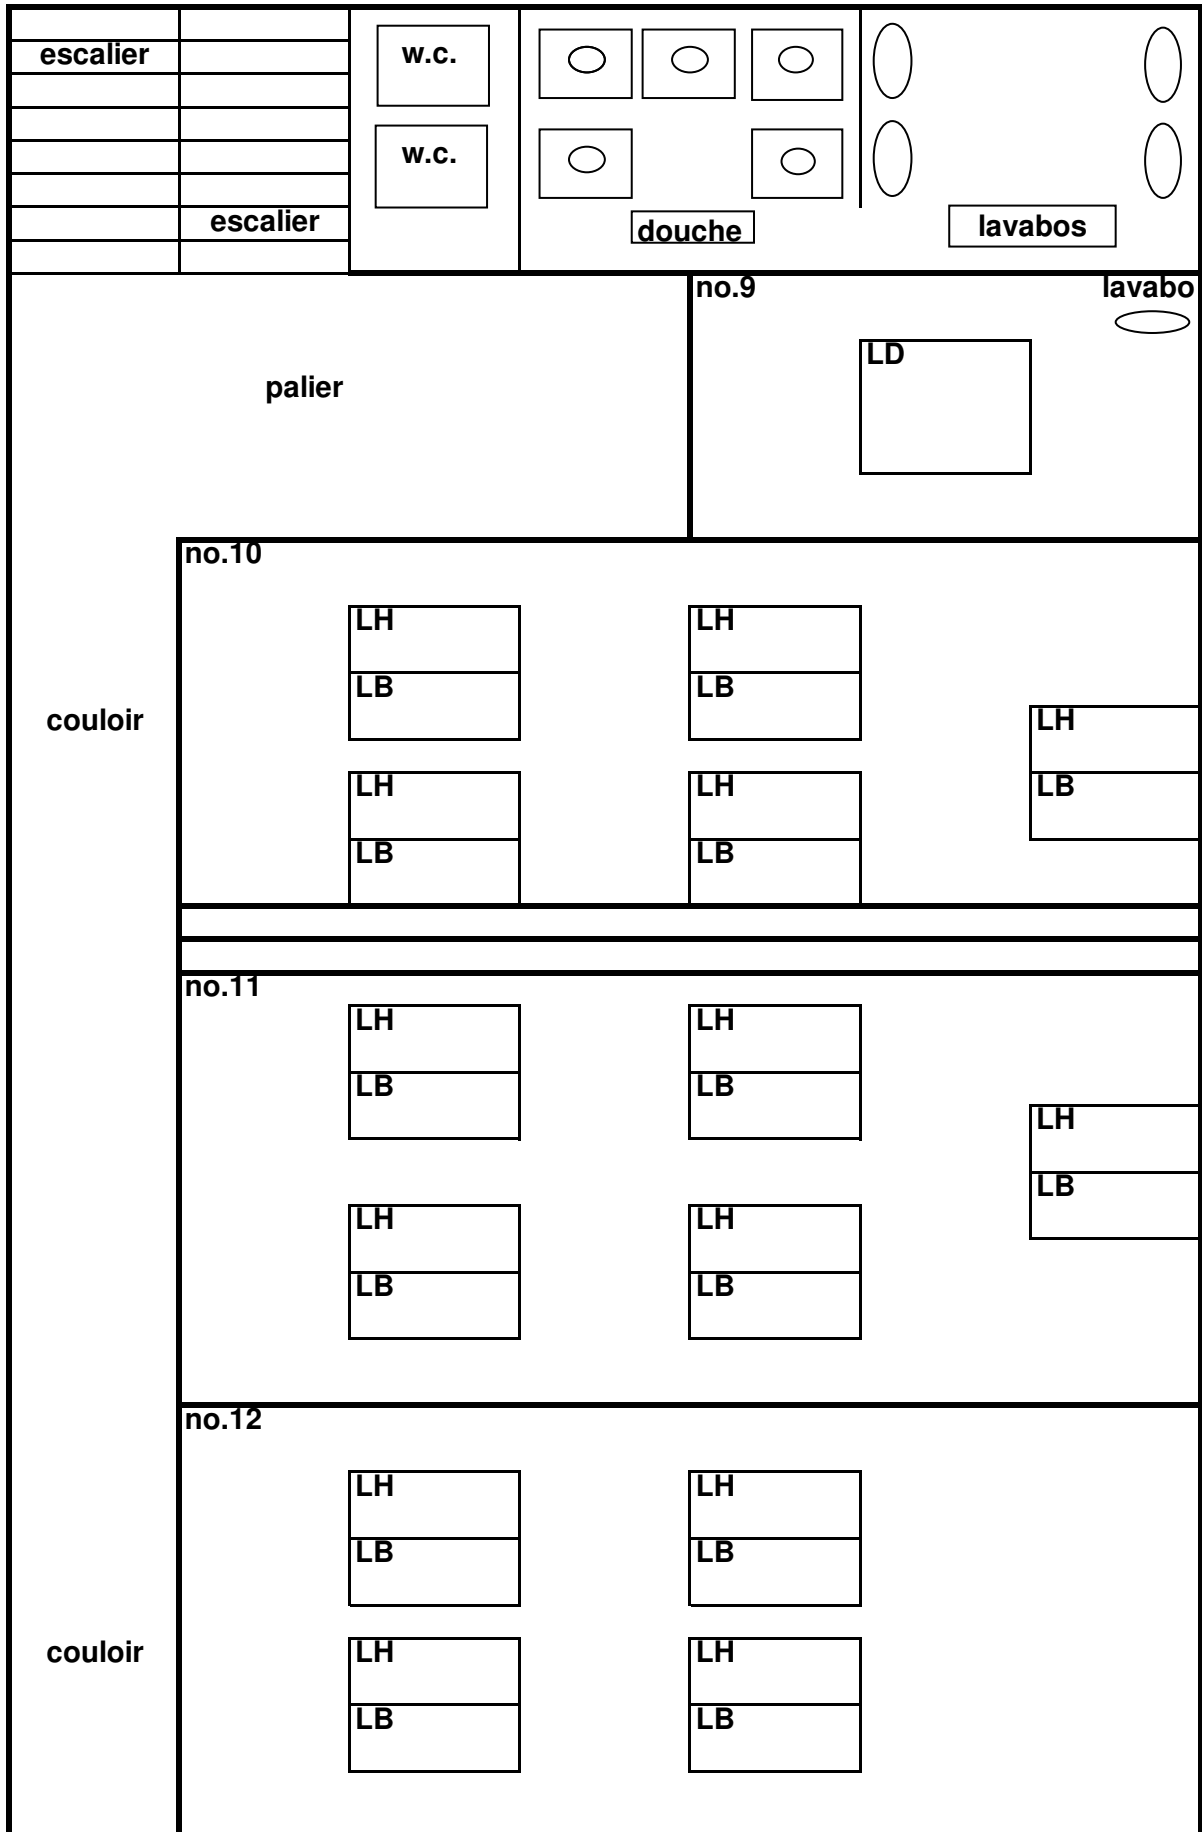 escalier
w.c.
w.c.
escalier
douche
lavabos
no.9
lavabo
LD
palier
no.10
LH
LH
LB
LB
couloir
LH
LH
LH
LB
LB
LB
no.11
LH
LH
LB
LB
LH
LB
LH
LH
LB
LB
no.12
LH
LH
LB
LB
couloir
LH
LH
LB
LB